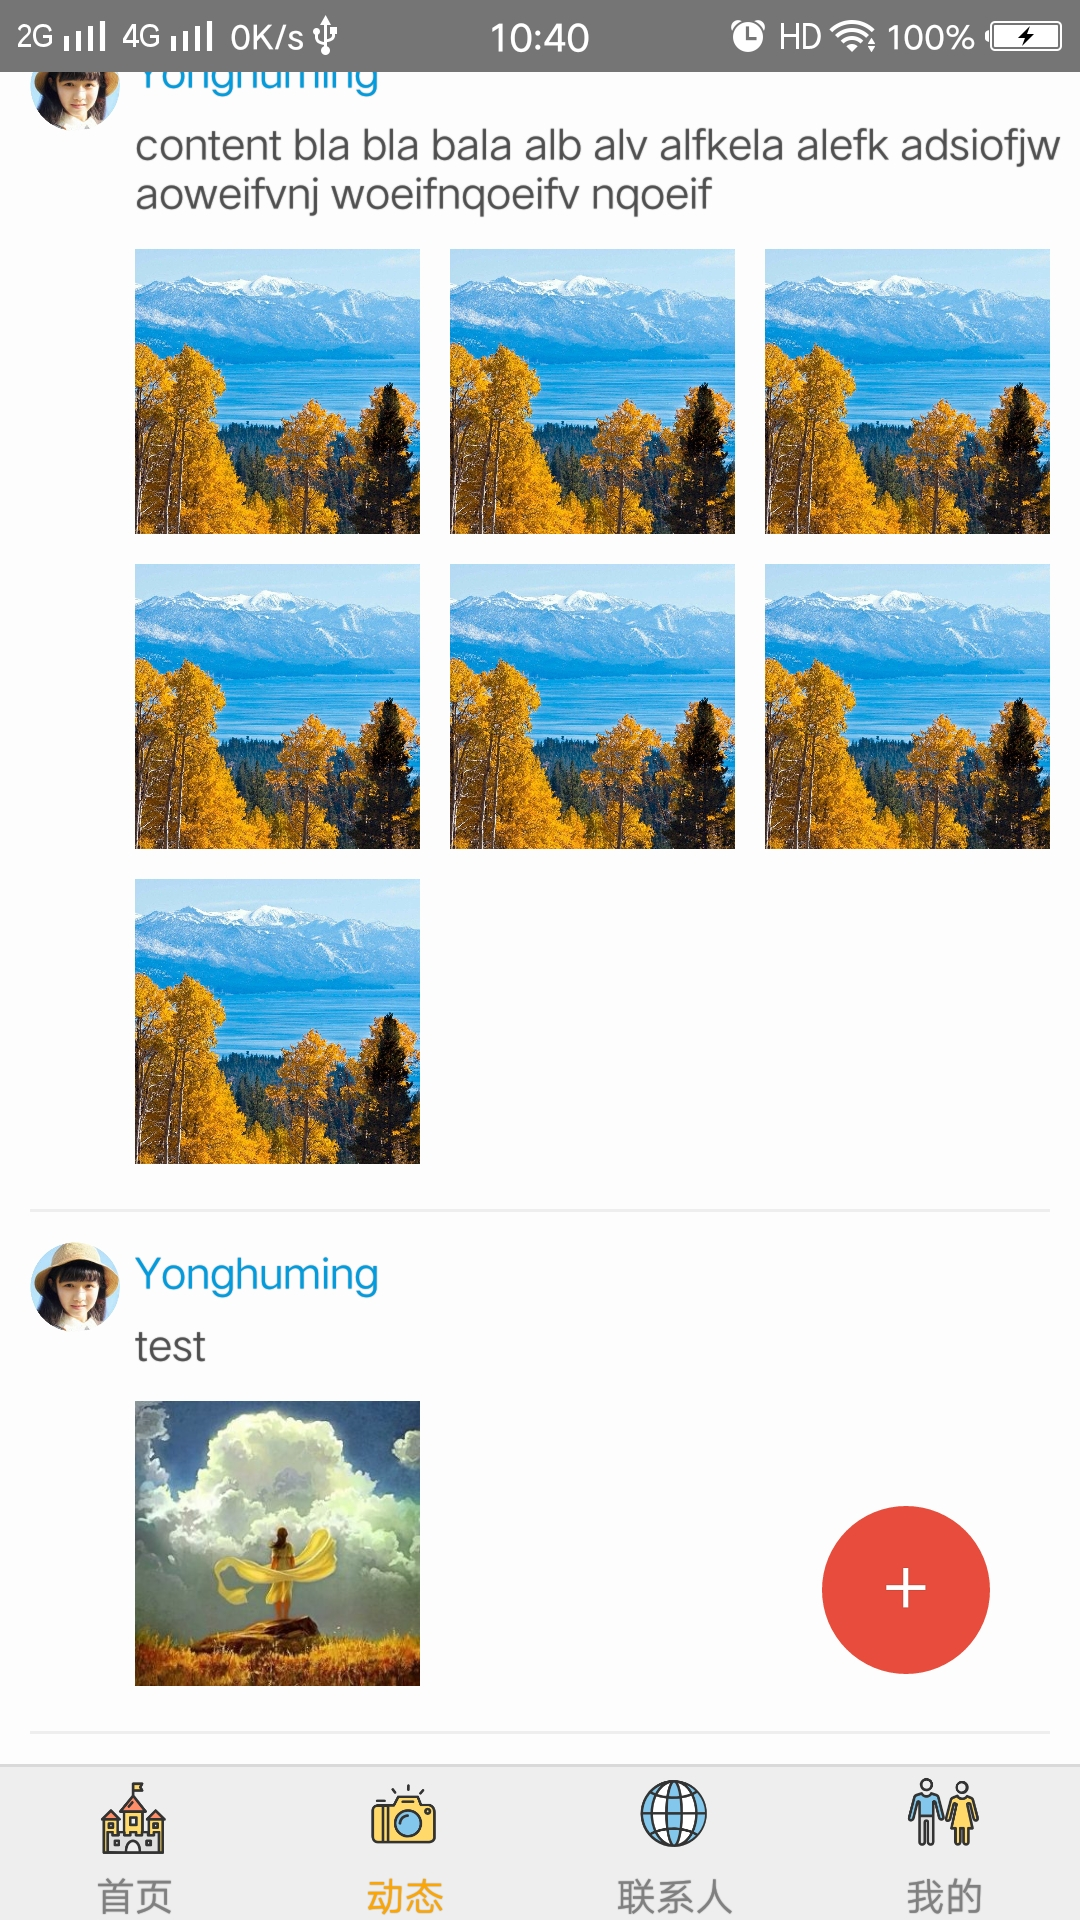 2G 4G 0K/s 10:40 HD 100%
Yonghuming
content bla bla bala alb alv alfkela alefk adsiofjw
aoweifvnj woeifnqoeifv nqoeif
Yonghuming
test
+
首页 动态 联系人 我的